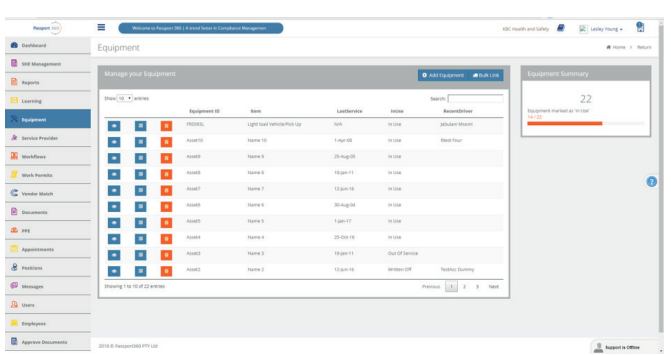 Passport 360
Welcome to Passport 360 | A trend Setter in Compliance Management
KBC Health and Safety
Lesley Young
Dashboard
SHE Management
Reports
Learning
Equipment
Service Provider
Workflows
Work Permits
Vendor Match
Documents
PPE
Appointments
Positions
Messages
Users
Employees
Approve Documents
Equipment
Home > Return
Manage your Equipment
Add Equipment
Bulk Link
Show 10 entries
Search:
Equipment ID Item LastService InUse RecentDriver
Light load Vehicle/Pick Up N/A In Use Jabulani Msomi
Asset10 Name 10 1-Apr-08 In Use
Asset9 Name 9 25-Aug-08 In Use
Asset8 Name 8 18-Jan-11 In Use
Asset7 Name 7 12-Jun-16 In Use
Asset6 Name 6 30-Aug-04 In Use
Asset5 Name 5 1-Jan-17 In Use
Asset4 Name 4 25-Oct-16 In Use
Asset3 Name 3 18-Jan-11 Out Of Service
Asset2 Name 2 12-Jun-16 Written Off TestAcc Dummy
Showing 1 to 10 of 22 entries
Previous 1 2 3 Next
Equipment Summary
22
Equipment marked as 'In Use'
14 / 22
2018 © Passport360 PTY Ltd
Support is Offline